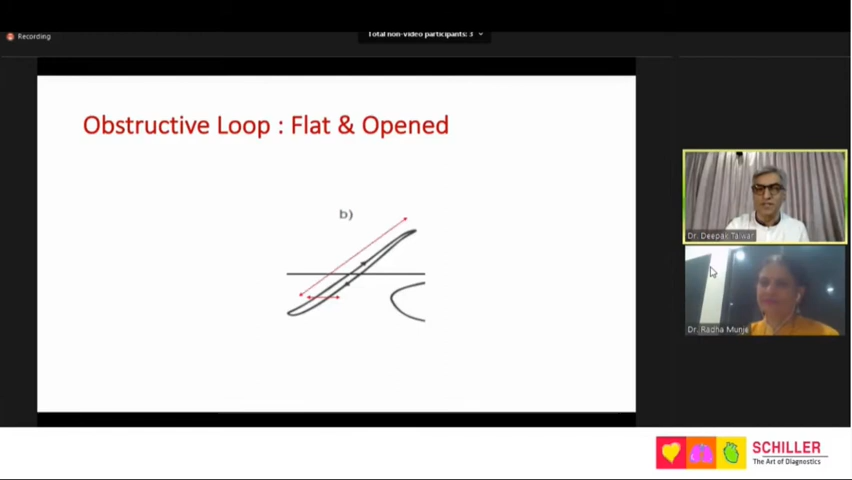 Recording
Total non-video participants: 3
Obstructive Loop : Flat & Opened
b)
Dr. Deepak Talwar
Dr. Radha Munje
SCHILLER
The Art of Diagnostics